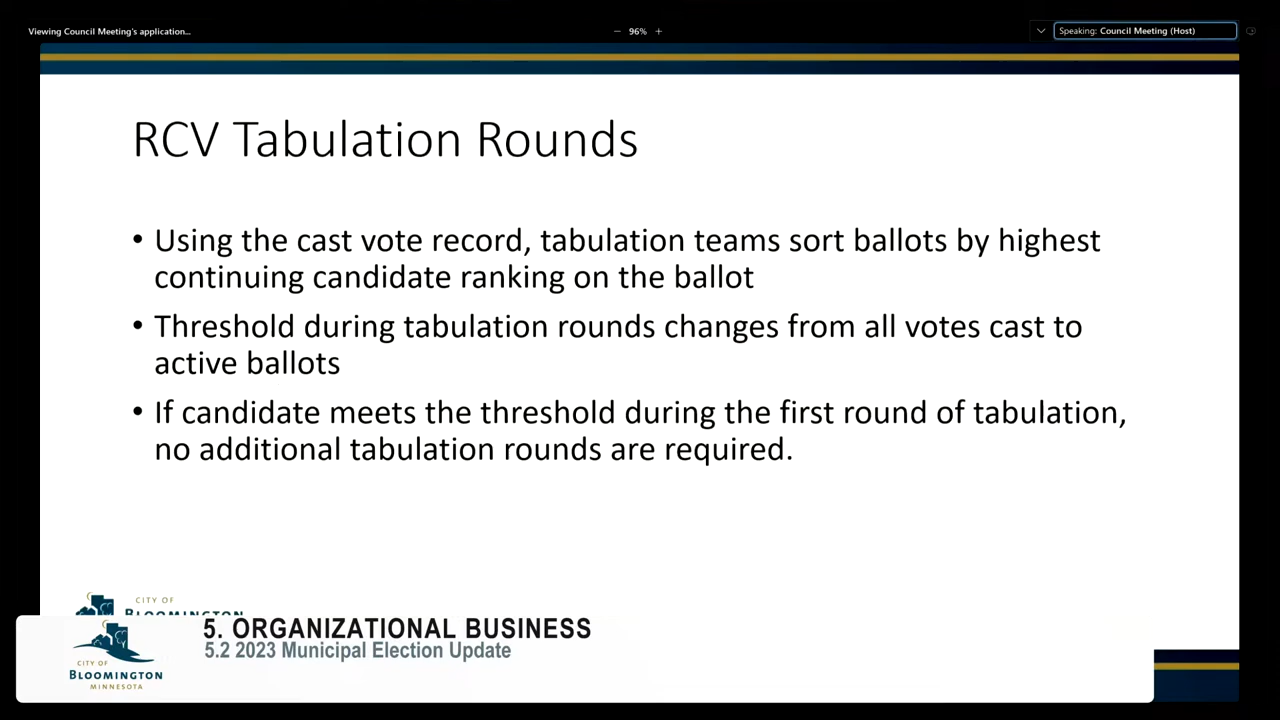 Viewing Council Meeting's application...
96%
Speaking: Council Meeting (Host)
RCV Tabulation Rounds
• Using the cast vote record, tabulation teams sort ballots by highest
continuing candidate ranking on the ballot
• Threshold during tabulation rounds changes from all votes cast to
active ballots
• If candidate meets the threshold during the first round of tabulation,
no additional tabulation rounds are required.
CITY OF
BLOOMINGTON
5. ORGANIZATIONAL BUSINESS
5.2 2023 Municipal Election Update
CITY OF
BLOOMINGTON
MINNESOTA